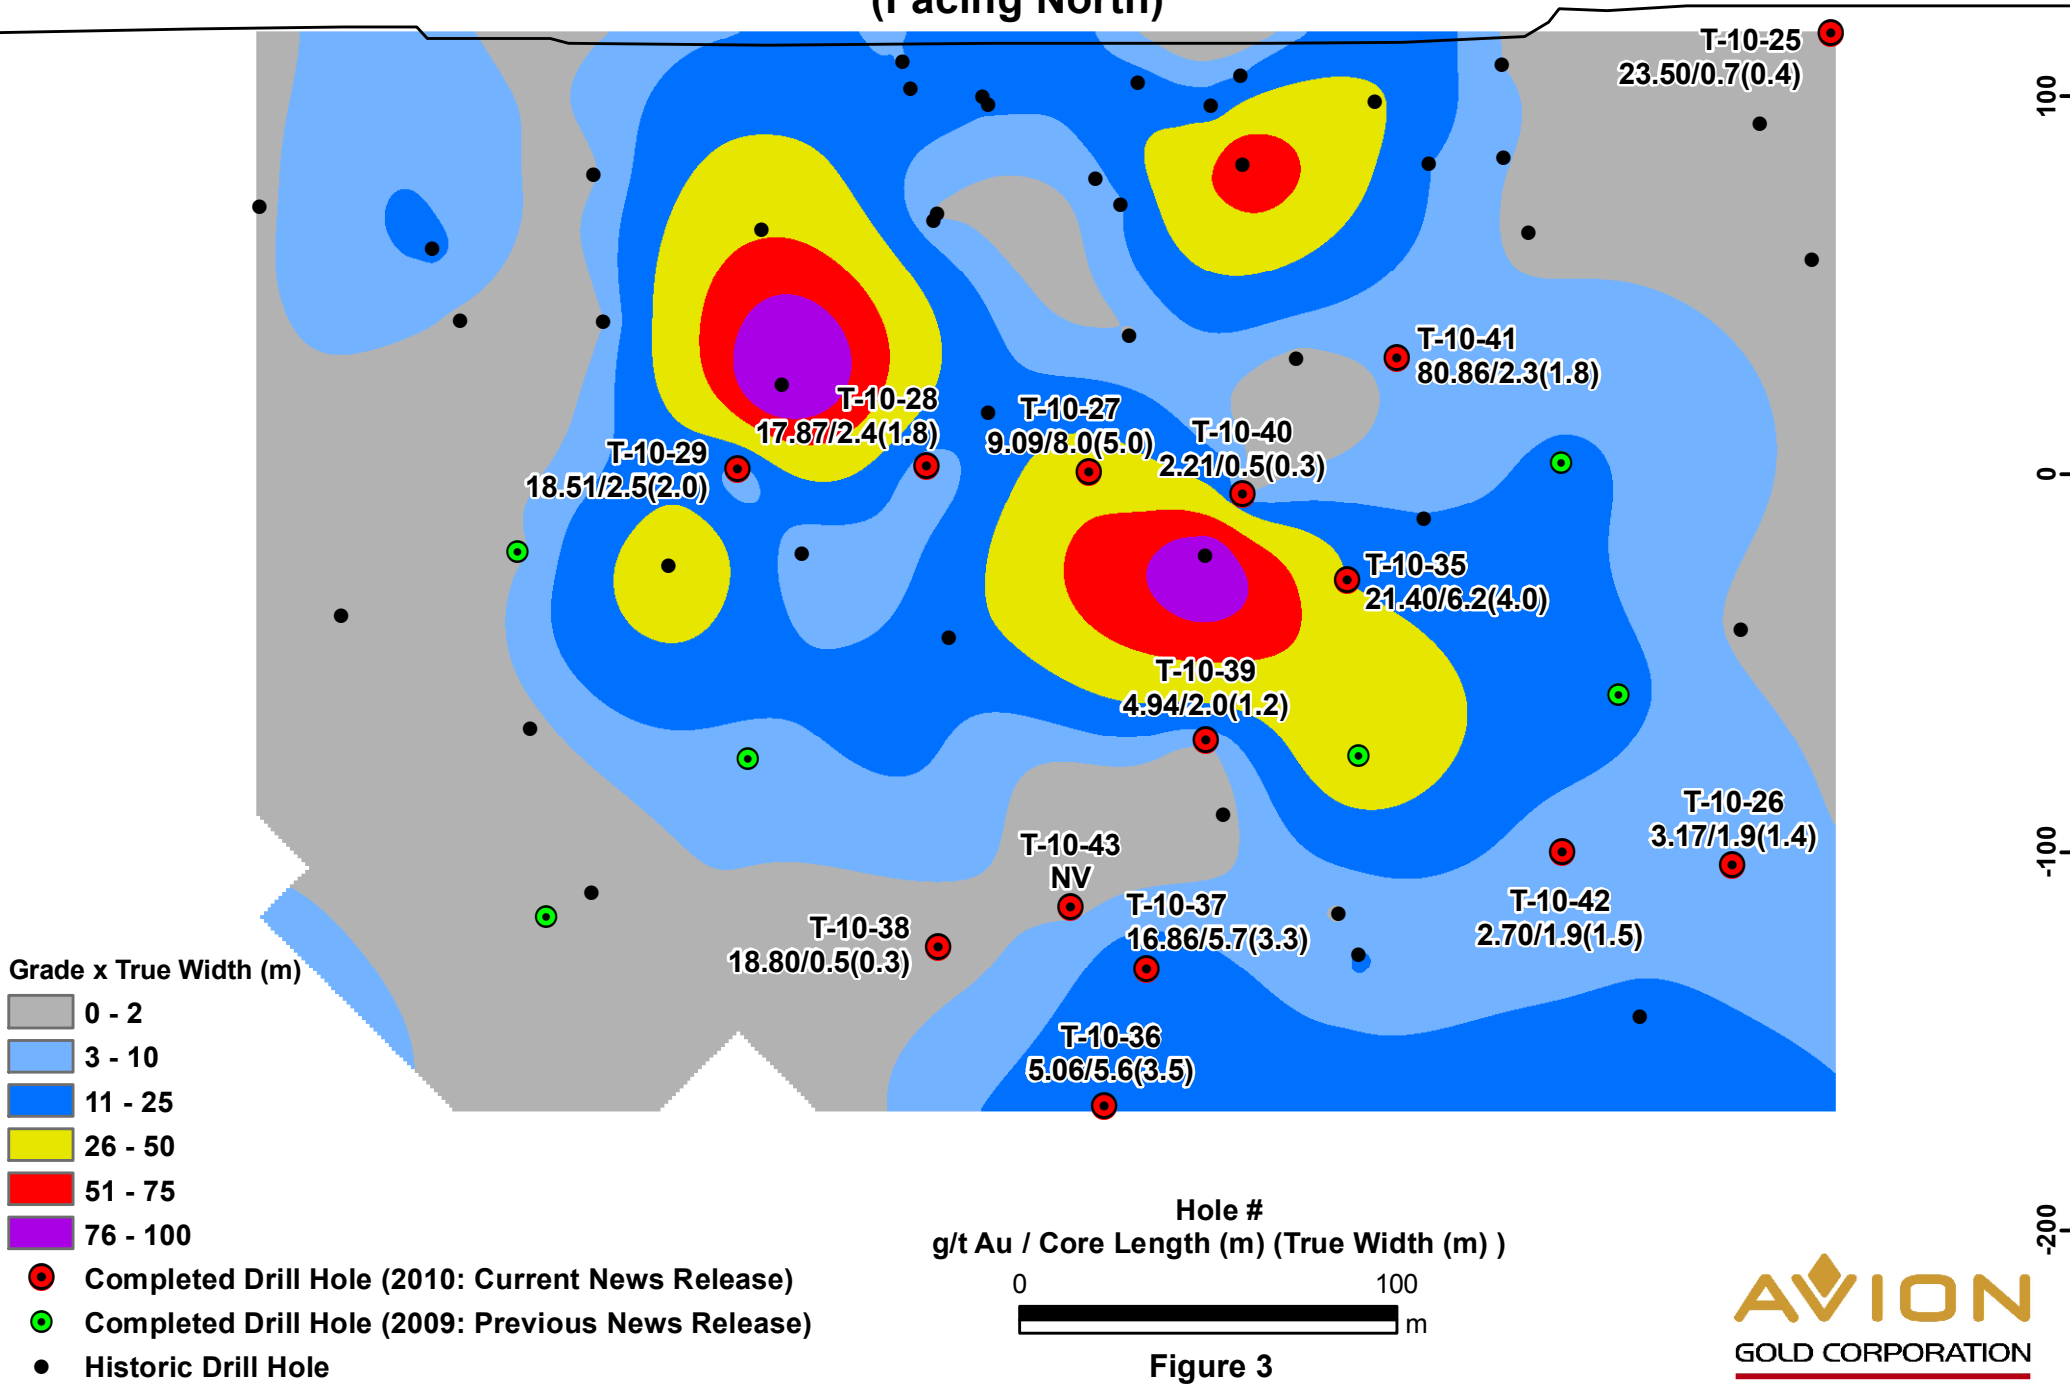 (Facing North)
T-10-25
23.50/0.7(0.4)
100
T-10-41
80.86/2.3(1.8)
T-10-28
17.87/2.4(1.8)
T-10-27
9.09/8.0(5.0)
T-10-40
2.21/0.5(0.3)
T-10-29
18.51/2.5(2.0)
0
T-10-35
21.40/6.2(4.0)
T-10-39
4.94/2.0(1.2)
T-10-26
3.17/1.9(1.4)
-100
T-10-43
NV
T-10-42
2.70/1.9(1.5)
T-10-37
16.86/5.7(3.3)
T-10-38
18.80/0.5(0.3)
T-10-36
5.06/5.6(3.5)
Grade x True Width (m)
0 - 2
3 - 10
11 - 25
26 - 50
51 - 75
76 - 100
Completed Drill Hole (2010: Current News Release)
Completed Drill Hole (2009: Previous News Release)
Historic Drill Hole
Hole #
g/t Au / Core Length (m) (True Width (m) )
0 100
m
Figure 3
-200
AVION
GOLD CORPORATION